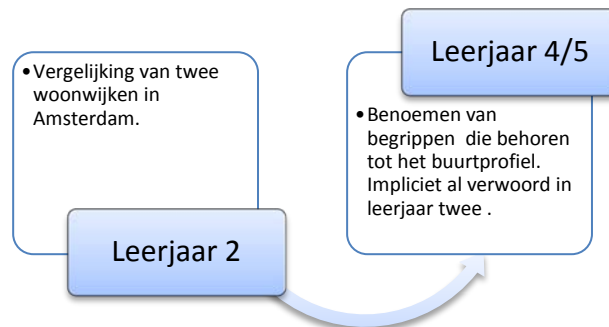 •Vergelijking van twee
woonwijken in
Amsterdam.
Leerjaar 2
Leerjaar 4/5
•Benoemen van
begrippen die behoren
tot het buurtprofiel.
Impliciet al verwoord in
leerjaar twee .